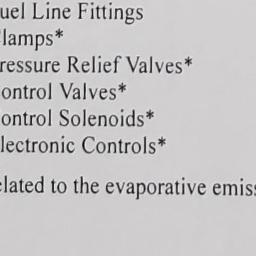 uel Line Fittings
lamps*
ressure Relief Valves*
ontrol Valves*
ontrol Solenoids*
lectronic Controls*
elated to the evaporative emiss